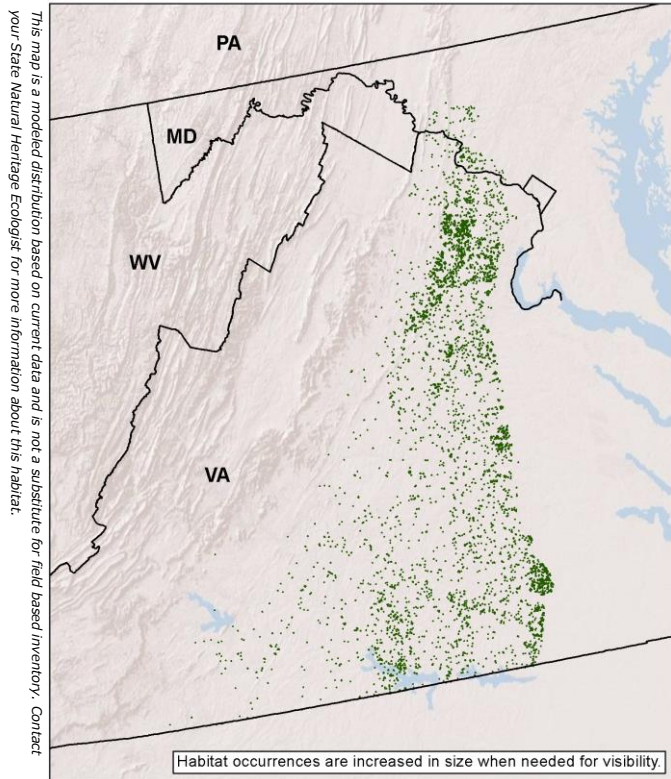 This map is a modeled distribution based on current data and is not a substitute for field based inventory. Contact
your State Natural Heritage Ecologist for more information about this habitat.
PA
MD
WV
VA
Habitat occurrences are increased in size when needed for visibility.